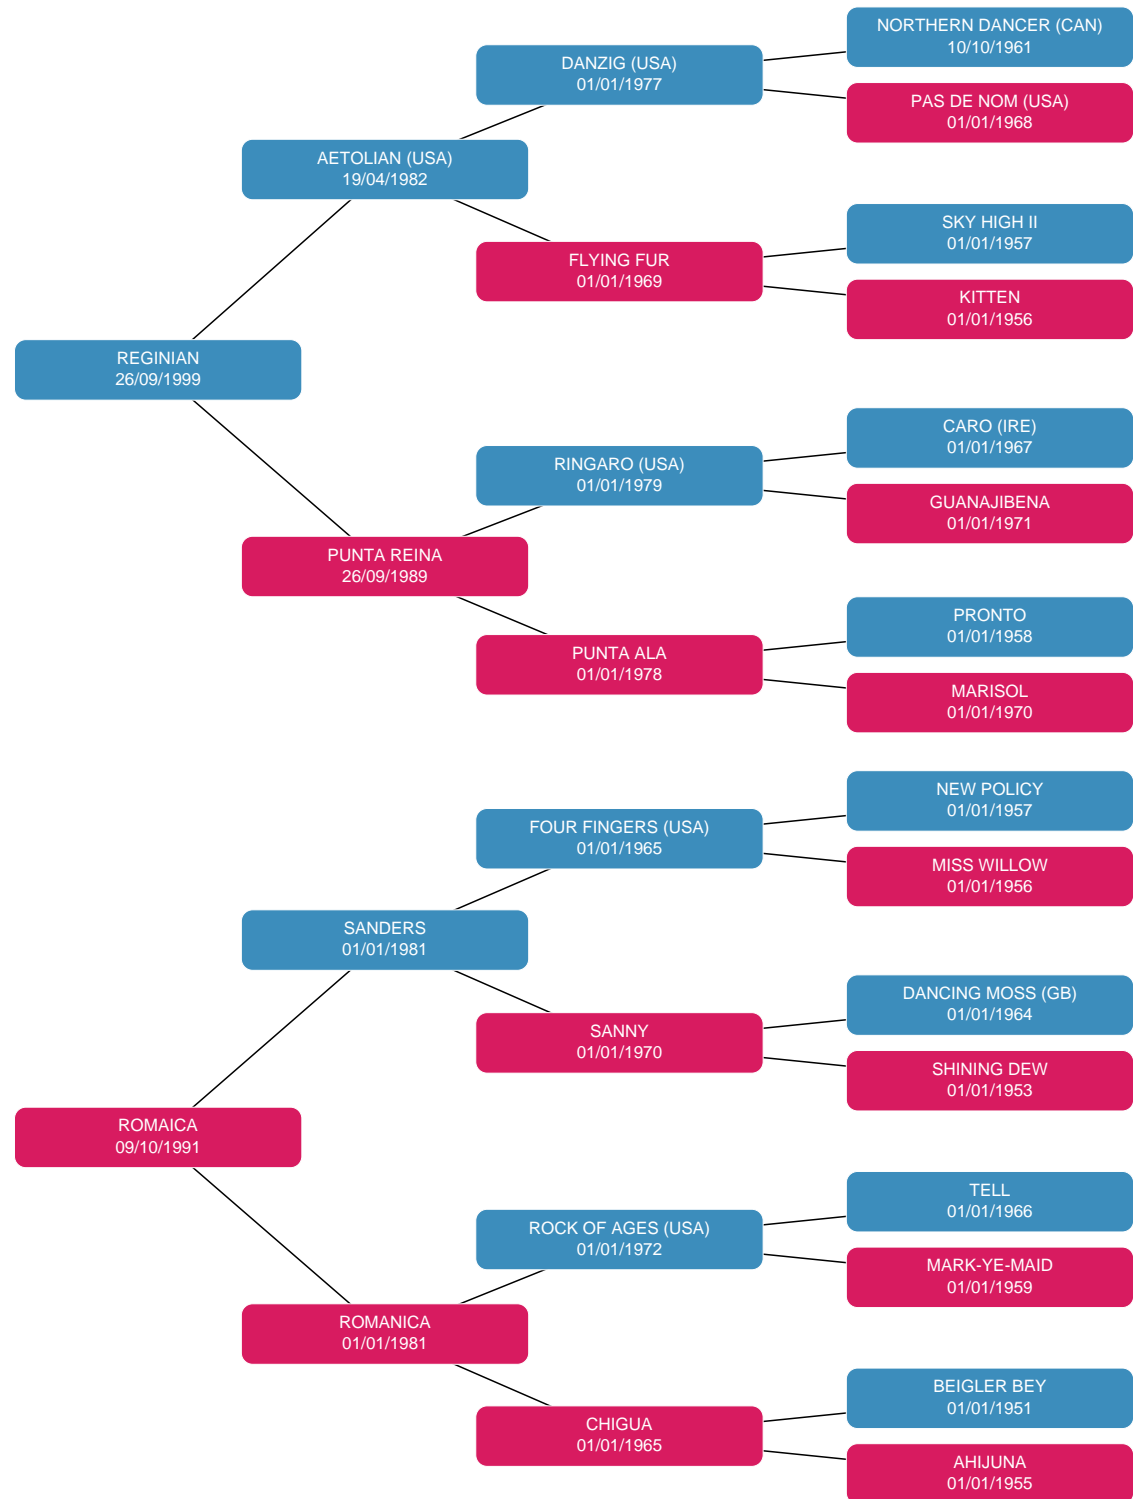 NORTHERN DANCER (CAN)
10/10/1961
DANZIG (USA)
01/01/1977
PAS DE NOM (USA)
01/01/1968
AETOLIAN (USA)
19/04/1982
SKY HIGH II
01/01/1957
FLYING FUR
01/01/1969
KITTEN
01/01/1956
REGINIAN
26/09/1999
CARO (IRE)
01/01/1967
RINGARO (USA)
01/01/1979
GUANAJIBENA
01/01/1971
PUNTA REINA
26/09/1989
PRONTO
01/01/1958
PUNTA ALA
01/01/1978
MARISOL
01/01/1970
NEW POLICY
01/01/1957
FOUR FINGERS (USA)
01/01/1965
MISS WILLOW
01/01/1956
SANDERS
01/01/1981
DANCING MOSS (GB)
01/01/1964
SANNY
01/01/1970
SHINING DEW
01/01/1953
ROMAICA
09/10/1991
TELL
01/01/1966
ROCK OF AGES (USA)
01/01/1972
MARK-YE-MAID
01/01/1959
ROMANICA
01/01/1981
BEIGLER BEY
01/01/1951
CHIGUA
01/01/1965
AHIJUNA
01/01/1955